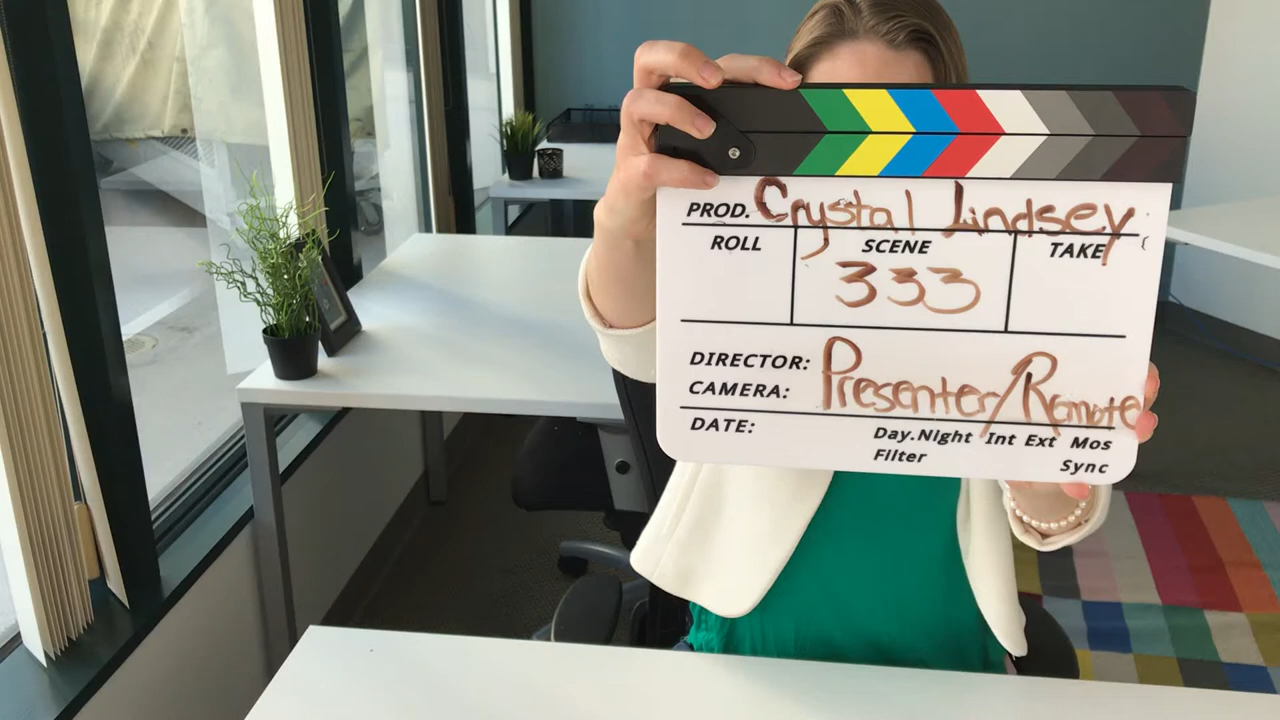 PROD. Crystal Lindsey
ROLL SCENE TAKE
333
DIRECTOR:
CAMERA: Presenter/Remote
DATE: Day.Night Int Ext Mos
Filter Sync